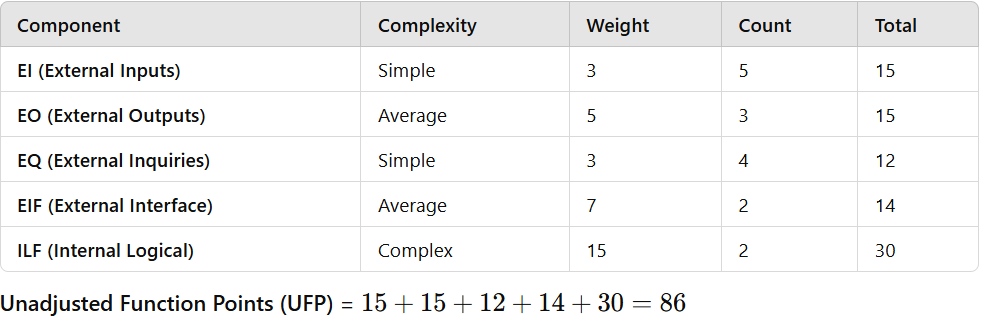 Component Complexity Weight Count Total
EI (External Inputs) Simple 3 5 15
EO (External Outputs) Average 5 3 15
EQ (External Inquiries) Simple 3 4 12
EIF (External Interface) Average 7 2 14
ILF (Internal Logical) Complex 15 2 30
Unadjusted Function Points (UFP) = 15 + 15 + 12 + 14 + 30 = 86